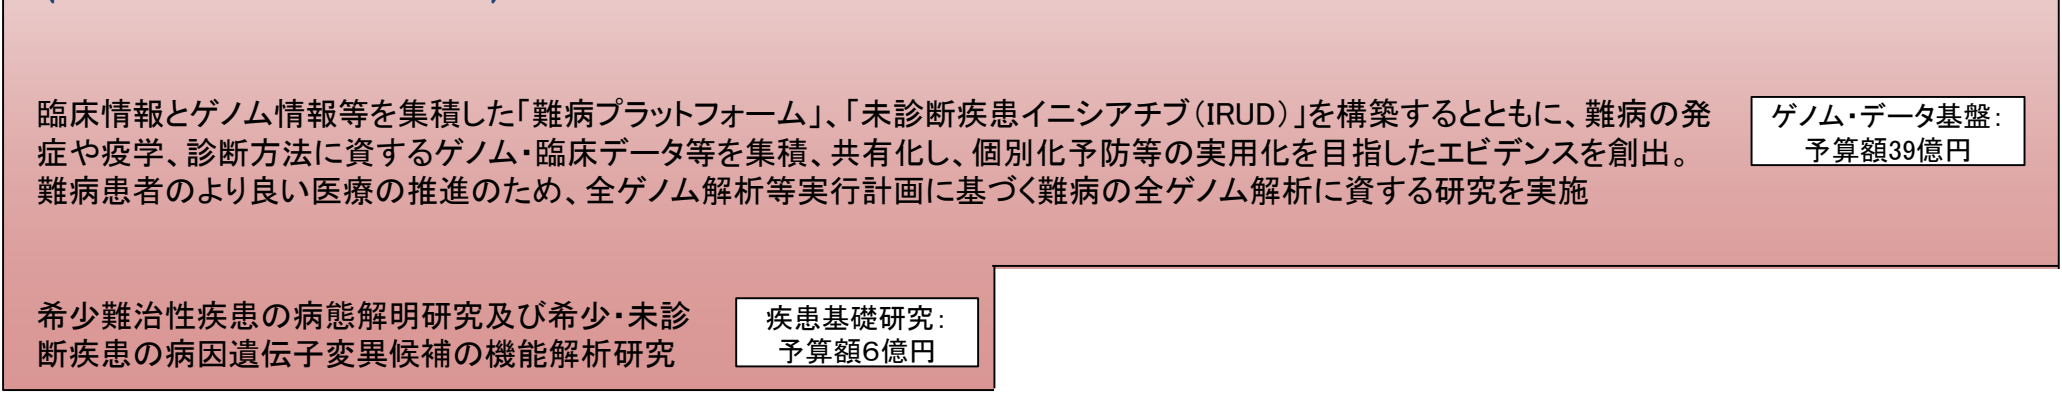 臨床情報とゲノム情報等を集積した｢難病プラットフォーム｣、｢未診断疾患イニシアチブ（IRUD）｣を構築するとともに、難病の発
症や疫学、診断方法に資するゲノム・臨床データ等を集積、共有化し、個別化予防等の実用化を目指したエビデンスを創出。
難病患者のより良い医療の推進のため、全ゲノム解析等実行計画に基づく難病の全ゲノム解析に資する研究を実施
ゲノム・データ基盤：
予算額39億円
希少難治性疾患の病態解明研究及び希少・未診
断疾患の病因遺伝子変異候補の機能解析研究
疾患基礎研究：
予算額６億円